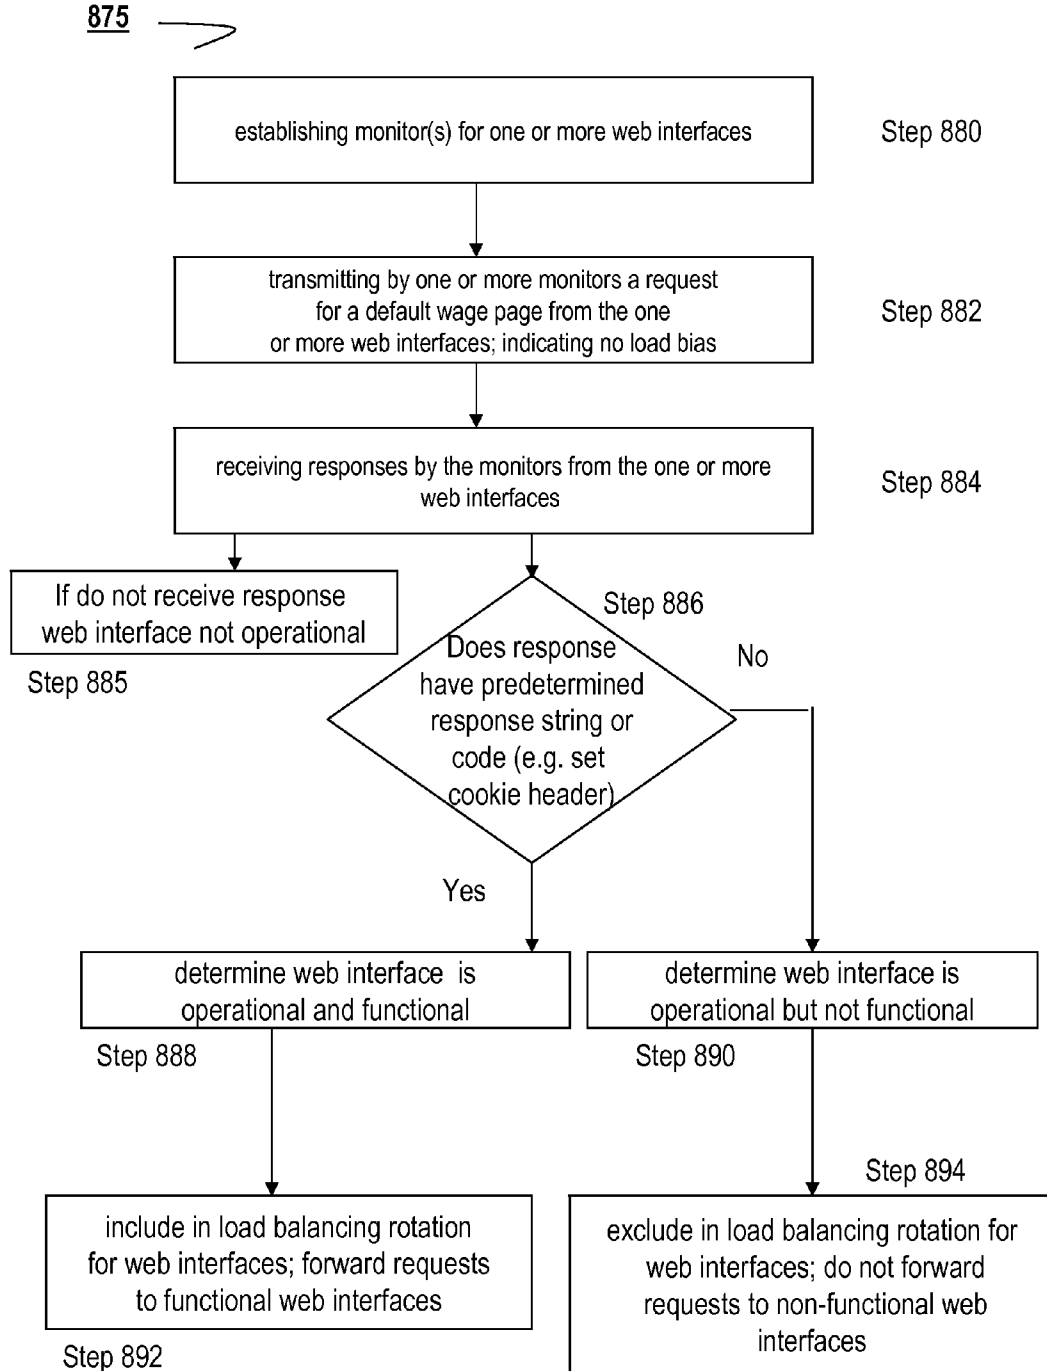 875
establishing monitor(s) for one or more web interfaces
Step 880
transmitting by one or more monitors a request
for a default wage page from the one
or more web interfaces; indicating no load bias
Step 882
receiving responses by the monitors from the one or more
web interfaces
Step 884
If do not receive response
web interface not operational
Step 885
Step 886
Does response
have predetermined
response string or
code (e.g. set
cookie header)
No
Yes
determine web interface is
operational and functional
Step 888
determine web interface is
operational but not functional
Step 890
include in load balancing rotation
for web interfaces; forward requests
to functional web interfaces
Step 892
Step 894
exclude in load balancing rotation for
web interfaces; do not forward
requests to non-functional web
interfaces